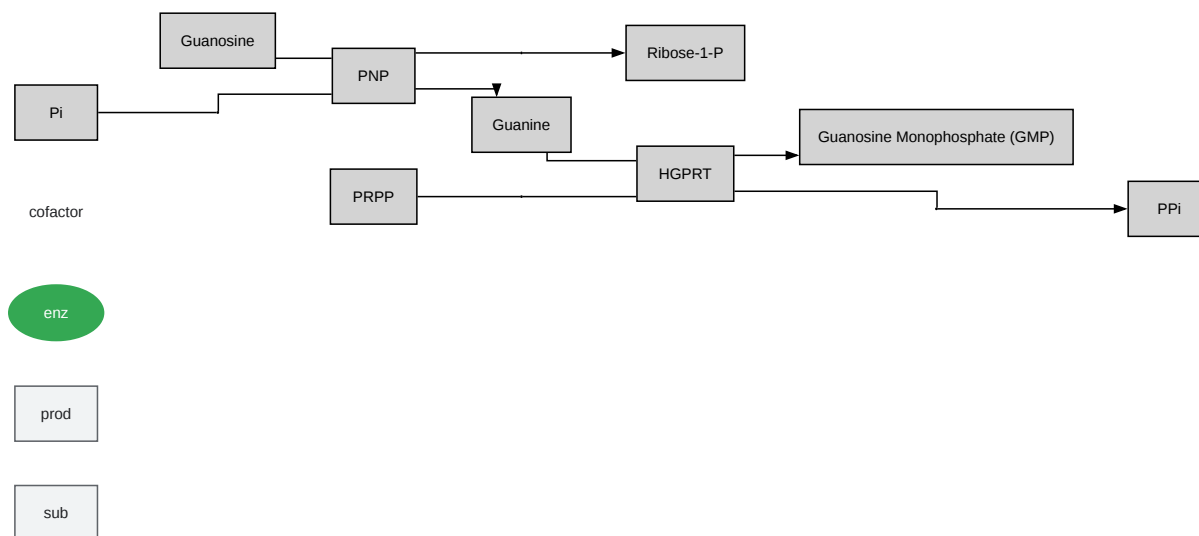 Guanosine
Ribose-1-P
PNP
Pi
Guanine
Guanosine Monophosphate (GMP)
HGPRT
PRPP
PPi
cofactor
enz
prod
sub